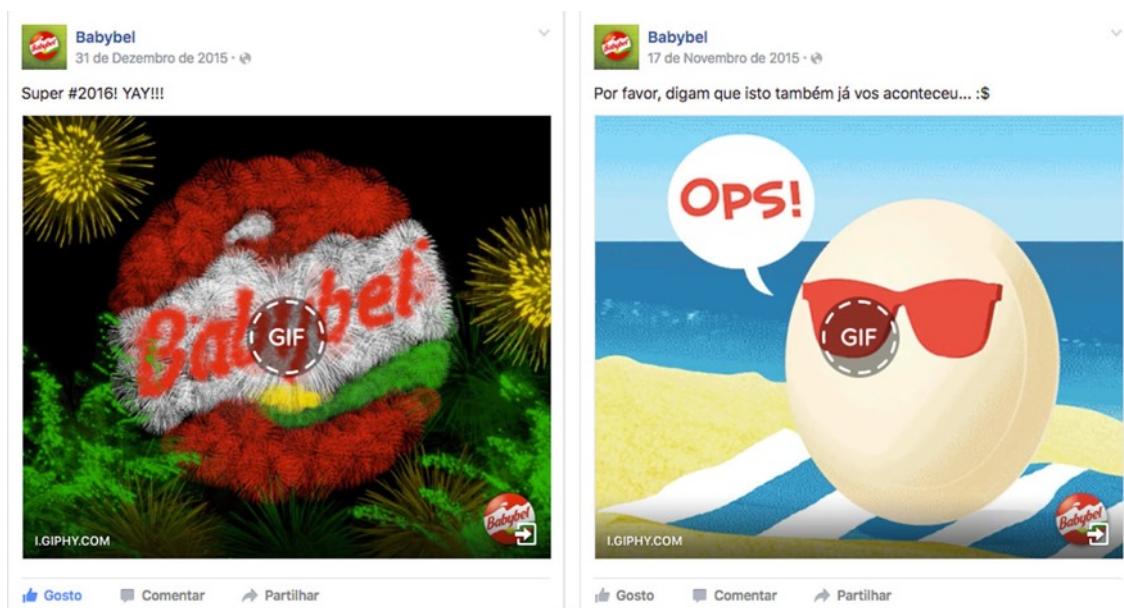 Babybel
31 de Dezembro de 2015
Super #2016! YAY!!!
Babybel
GIF
Babybel
I.GIPHY.COM
Gosto Comentar Partilhar
Babybel
17 de Novembro de 2015
Por favor, digam que isto também já vos aconteceu... :$
OPS!
GIF
Babybel
I.GIPHY.COM
Gosto Comentar Partilhar